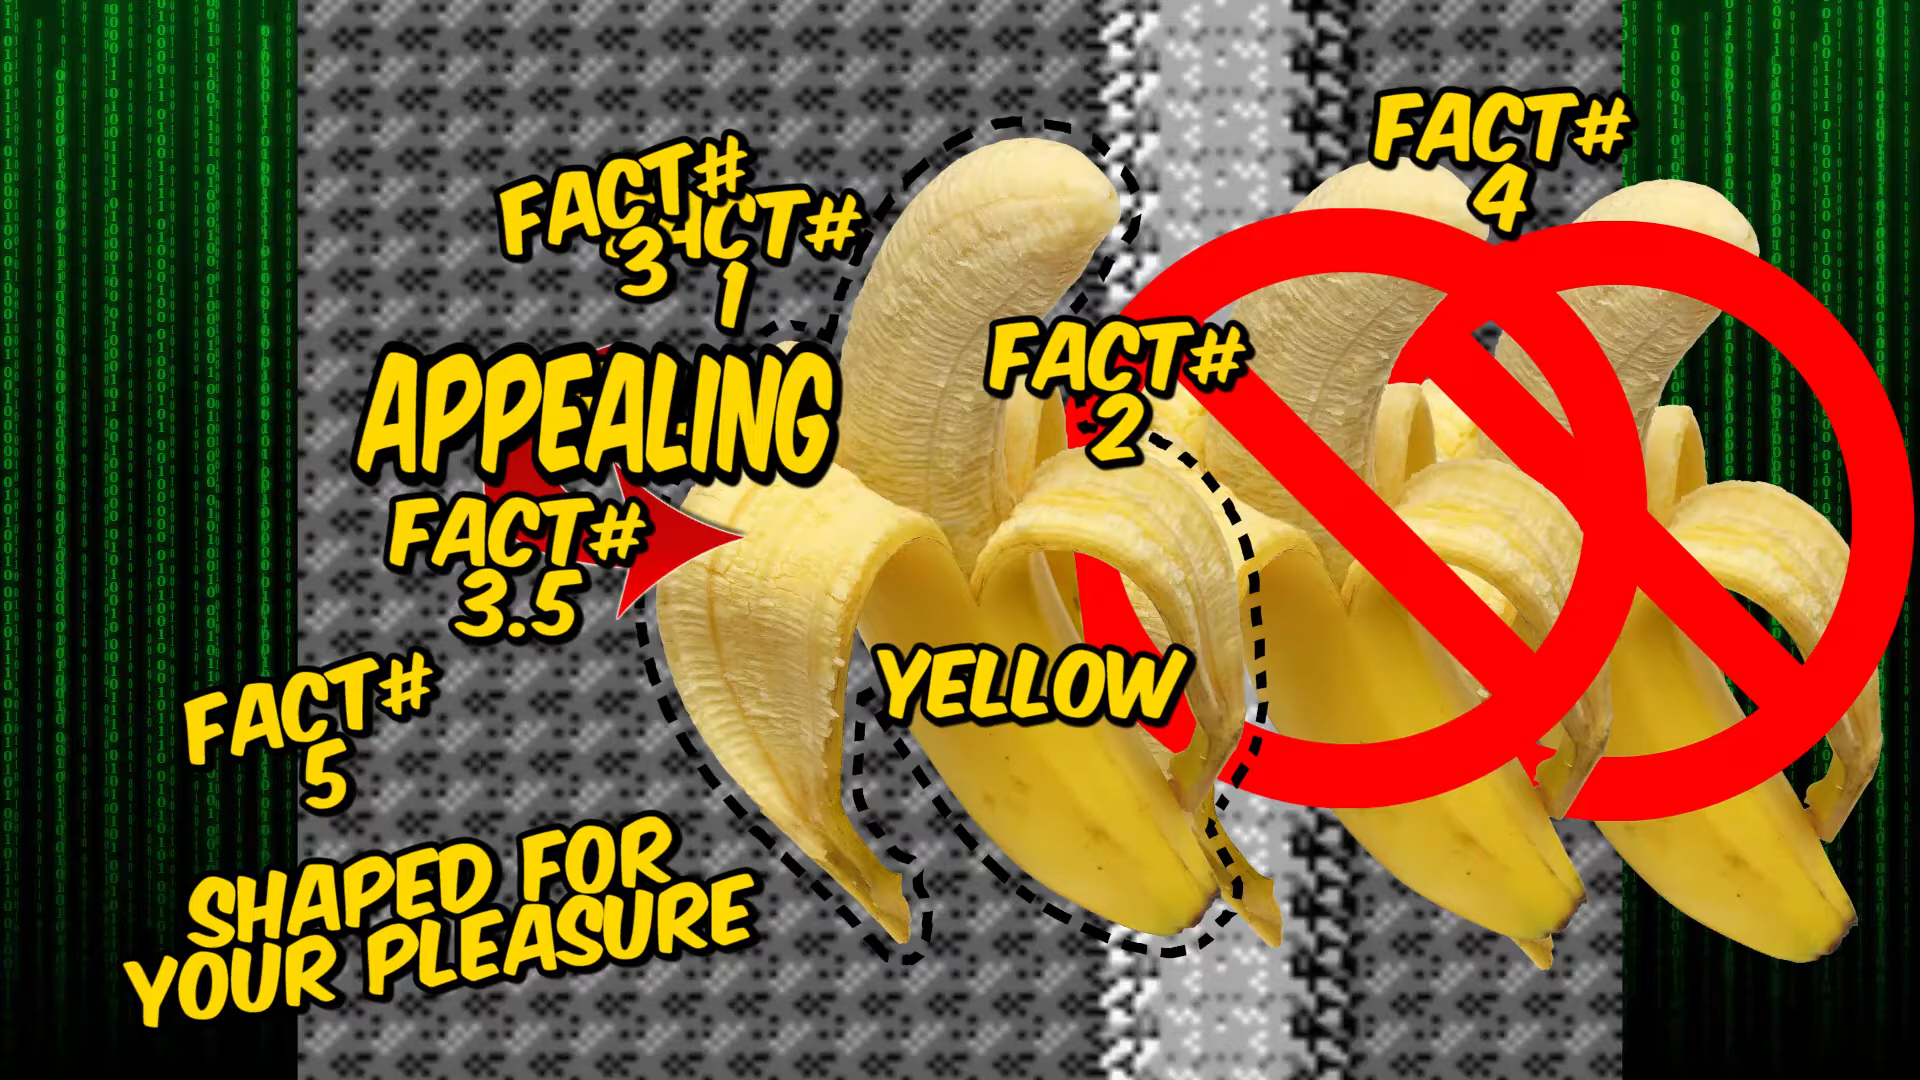 FACT#
4
FACT#
3
FACT#
1
FACT#
2
APPEALING
FACT#
3.5
YELLOW
FACT#
5
SHAPED FOR
YOUR PLEASURE